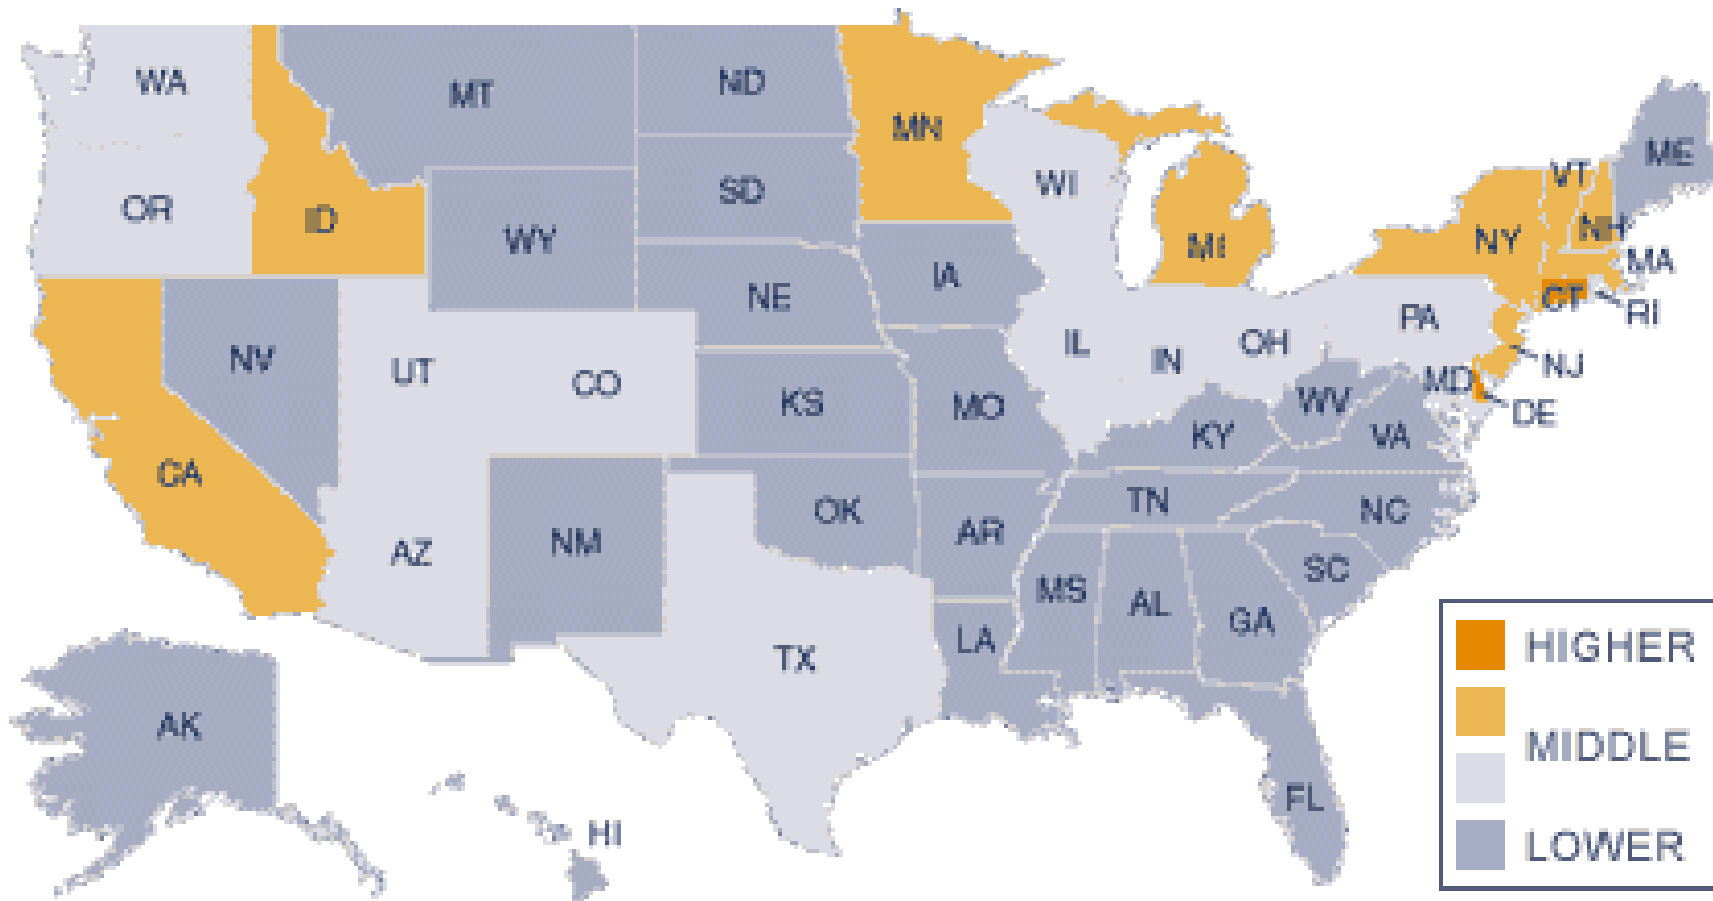 WA
MT
ND
MN
OR
ID
WY
SD
WI
MI
NY
VT
NH
ME
MA
CT
RI
NE
IA
PA
NJ
NV
UT
CO
KS
MO
IL
IN
OH
MD
DE
WV
VA
KY
CA
AZ
NM
OK
AR
TN
NC
SC
MS
AL
GA
LA
TX
AK
HI
FL
HIGHER
MIDDLE
LOWER